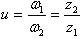 u = ω₁/ω₂ = z₂/z₁